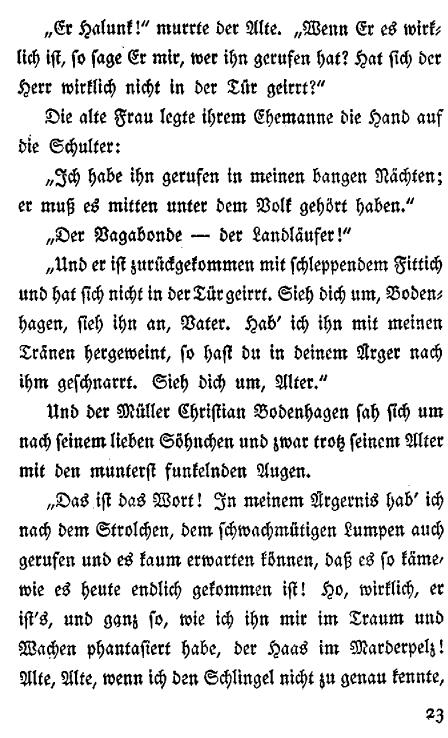 „Er Halunk!“ murrte der Alte. „Wenn Er es wirk-
lich ist, so sage Er mir, wer ihn gerufen hat? Hat sich der
Herr wirklich nicht in der Tür geirrt?“
Die alte Frau legte ihrem Ehemanne die Hand auf
die Schulter:
„Ich habe ihn gerufen in meinen bangen Nächten;
er muß es mitten unter dem Volk gehört haben.“
„Der Vagabonde — der Landläufer!“
„Und er ist zurückgekommen mit schleppendem Fittich
und hat sich nicht in der Tür geirrt. Sieh dich um, Boden-
hagen, sieh ihn an, Vater. Hab’ ich ihn mit meinen
Tränen hergeweint, so hast du in deinem Ärger nach
ihm geschnarrt. Sieh dich um, Alter.“
Und der Müller Christian Bodenhagen sah sich um
nach seinem lieben Söhnchen und zwar trotz seinem Alter
mit den munterst funkelnden Augen.
„Das ist das Wort! In meinem Ärgernis hab’ ich
nach dem Strolchen, dem schwachmütigen Lumpen auch
gerufen und es kaum erwarten können, daß es so käme,
wie es heute endlich gekommen ist! Ho, wirklich, er
ist’s, und ganz so, wie ich ihn mir im Traum und
Wachen phantasiert habe, der Haas im Marderpelz!
Alte, Alte, wenn ich den Schlingel nicht zu genau kennte,
23